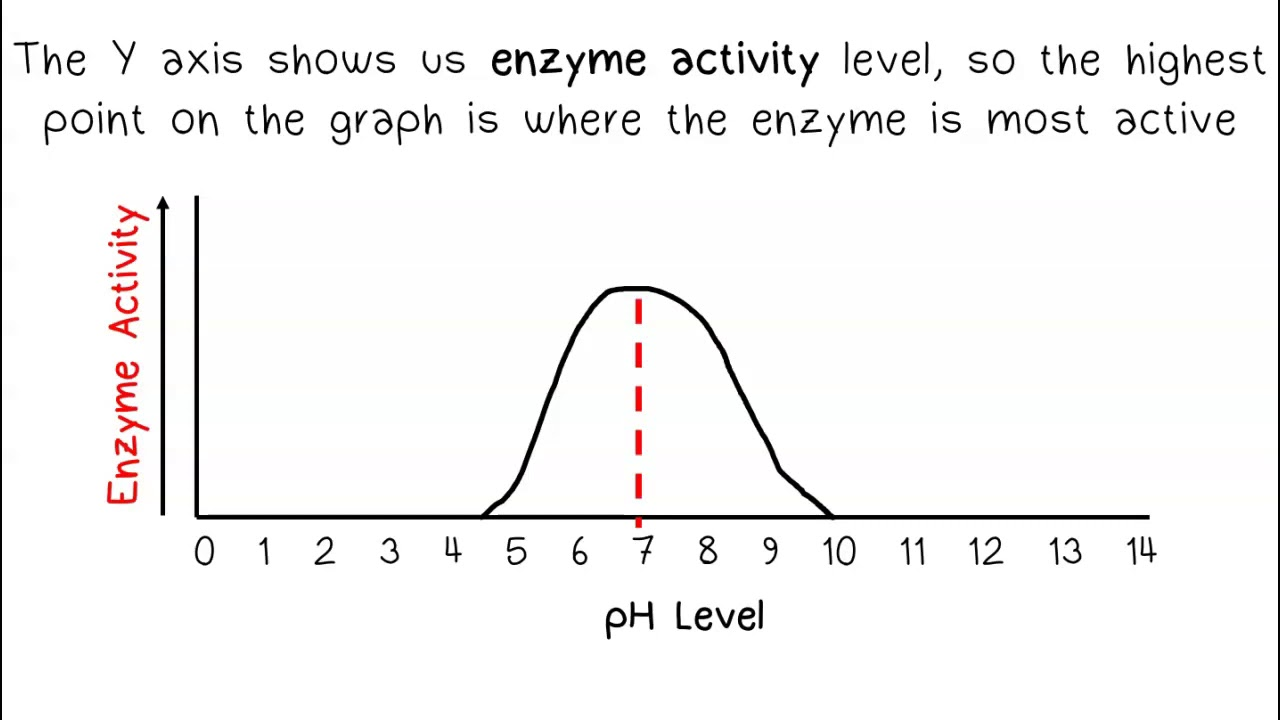 The Y axis shows us enzyme activity level, so the highest
point on the graph is where the enzyme is most active
Enzyme Activity
0 1 2 3 4 5 6 7 8 9 10 11 12 13 14
pH Level